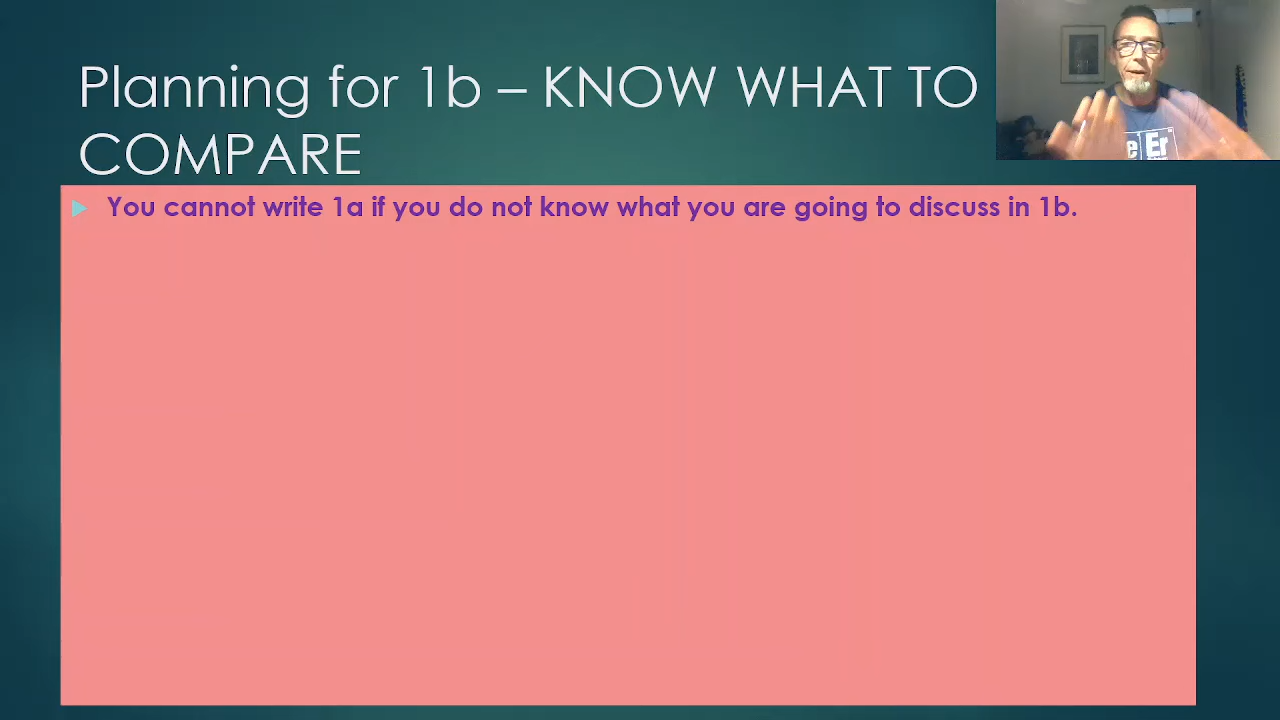 Planning for 1b – KNOW WHAT TO
COMPARE
You cannot write 1a if you do not know what you are going to discuss in 1b.
e Er